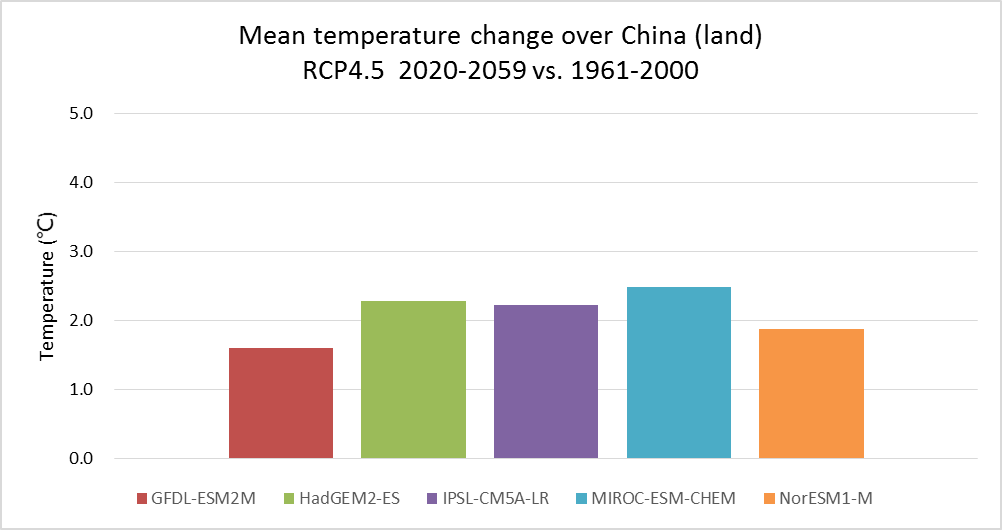 Mean temperature change over China (land)
RCP4.5 2020-2059 vs. 1961-2000
Temperature (℃)
5.0
4.0
3.0
2.0
1.0
0.0
GFDL-ESM2M HadGEM2-ES IPSL-CM5A-LR MIROC-ESM-CHEM NorESM1-M